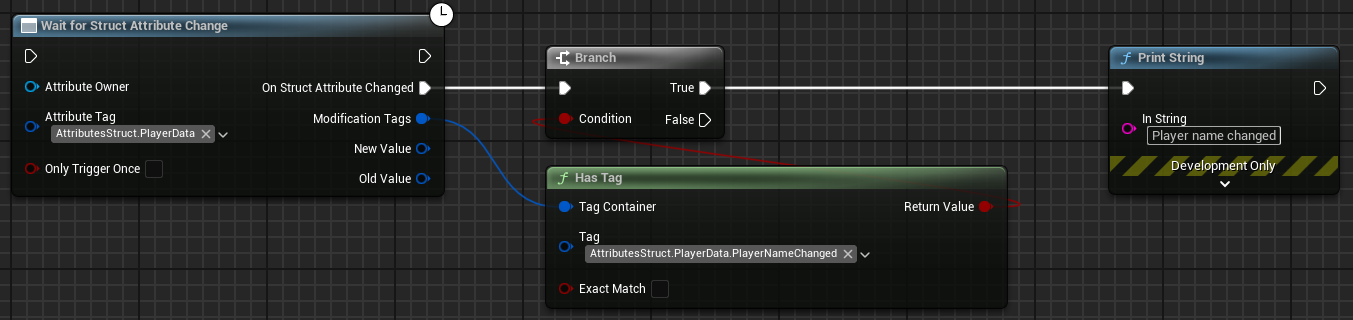 Wait for Struct Attribute Change
Attribute Owner
On Struct Attribute Changed
Attribute Tag
AttributesStruct.PlayerData
Modification Tags
New Value
Only Trigger Once
Old Value
Branch
True
Condition
False
Has Tag
Tag Container
Return Value
Tag
AttributesStruct.PlayerData.PlayerNameChanged
Exact Match
Print String
In String
Player name changed
Development Only